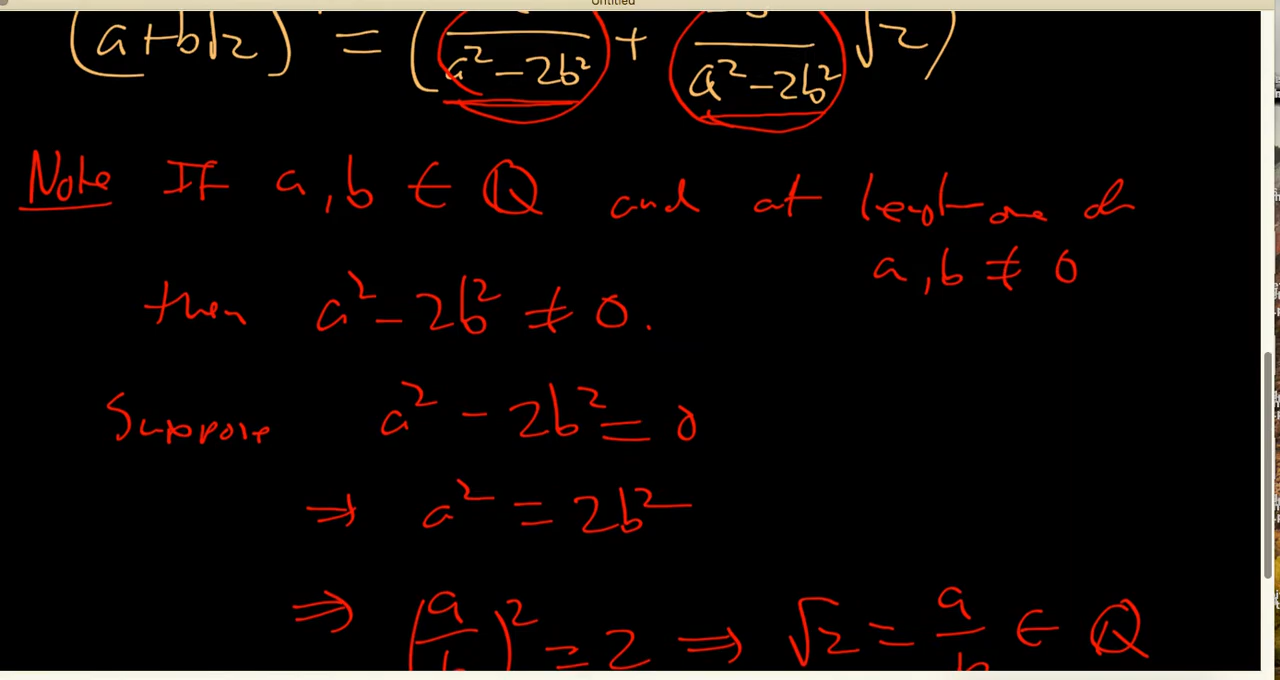 Untitled
(a+b√2) = (/(a²-2b²) + /(a²-2b²) √2)
Note If a,b ∈ Q and at least one of
a,b ≠ 0
then a²-2b² ≠ 0.
Suppose a² - 2b² = 0
⇒ a² = 2b²
⇒ (a/b)² = 2 ⇒ √2 = a/b ∈ Q